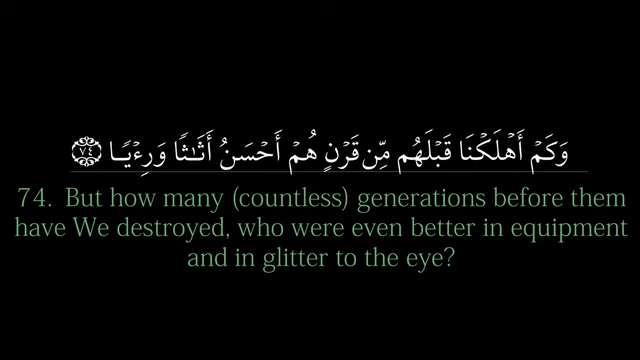 وَكَمْ أَهْلَكْنَا قَبْلَهُم مِّن قَرْنٍ هُمْ أَحْسَنُ أَثَـٰثًا وَرِءْيًا ٧٤
74. But how many (countless) generations before them
have We destroyed, who were even better in equipment
and in glitter to the eye?